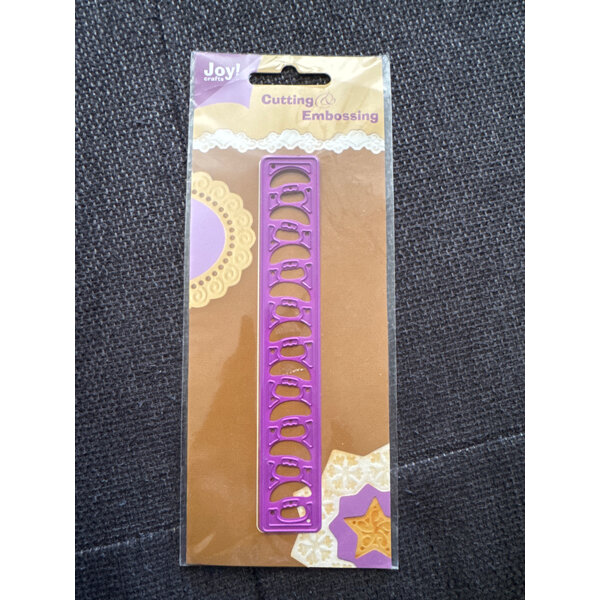 Joy!
crafts
Cutting &
Embossing